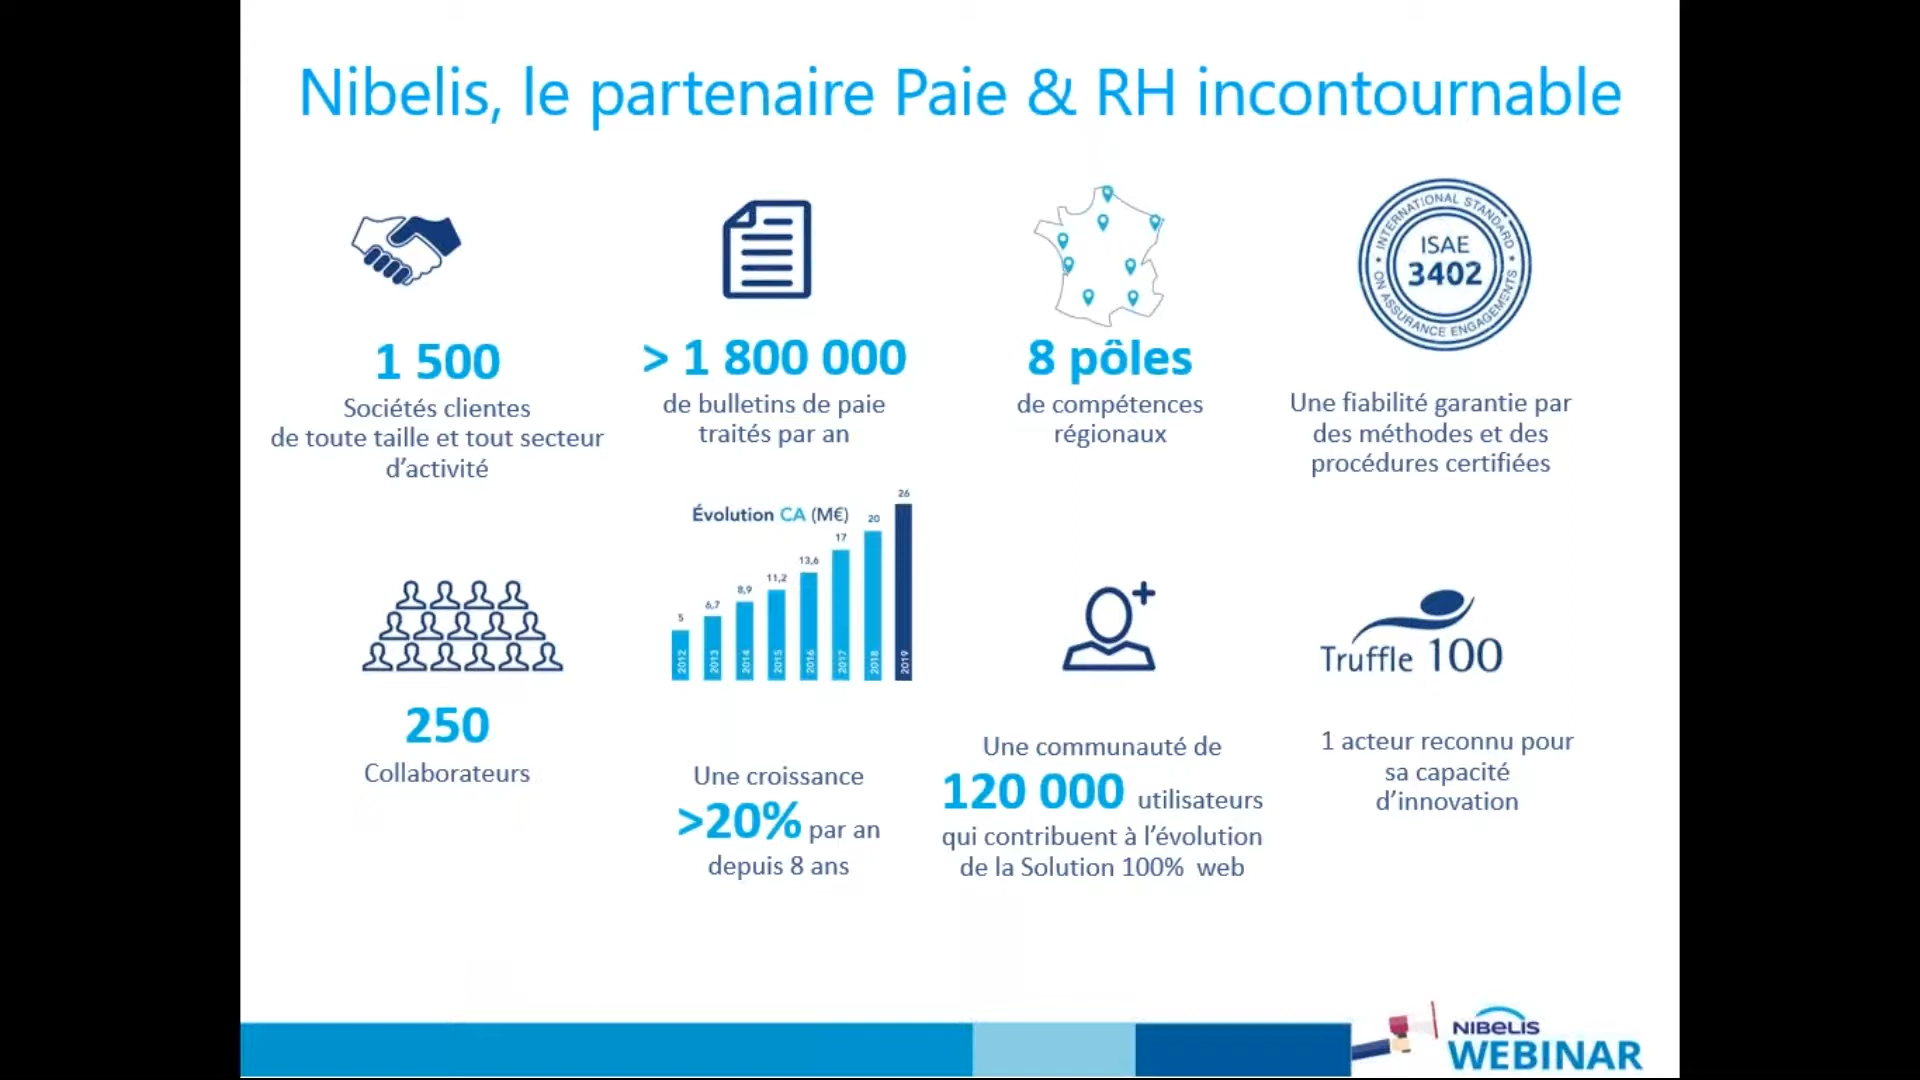 Nibelis, le partenaire Paie & RH incontournable
1 500
Sociétés clientes
de toute taille et tout secteur
d’activité
> 1 800 000
de bulletins de paie
traités par an
8 pôles
de compétences
régionaux
INTERNATIONAL STANDARD
ISAE
3402
ON ASSURANCE ENGAGEMENTS
Une fiabilité garantie par
des méthodes et des
procédures certifiées
250
Collaborateurs
Évolution CA (M€)
5
6,7
8,9
11,2
13,6
17
20
26
2012
2013
2014
2015
2016
2017
2018
2019
Une croissance
>20% par an
depuis 8 ans
Une communauté de
120 000 utilisateurs
qui contribuent à l’évolution
de la Solution 100% web
Truffle 100
1 acteur reconnu pour
sa capacité
d’innovation
NIBELIS
WEBINAR